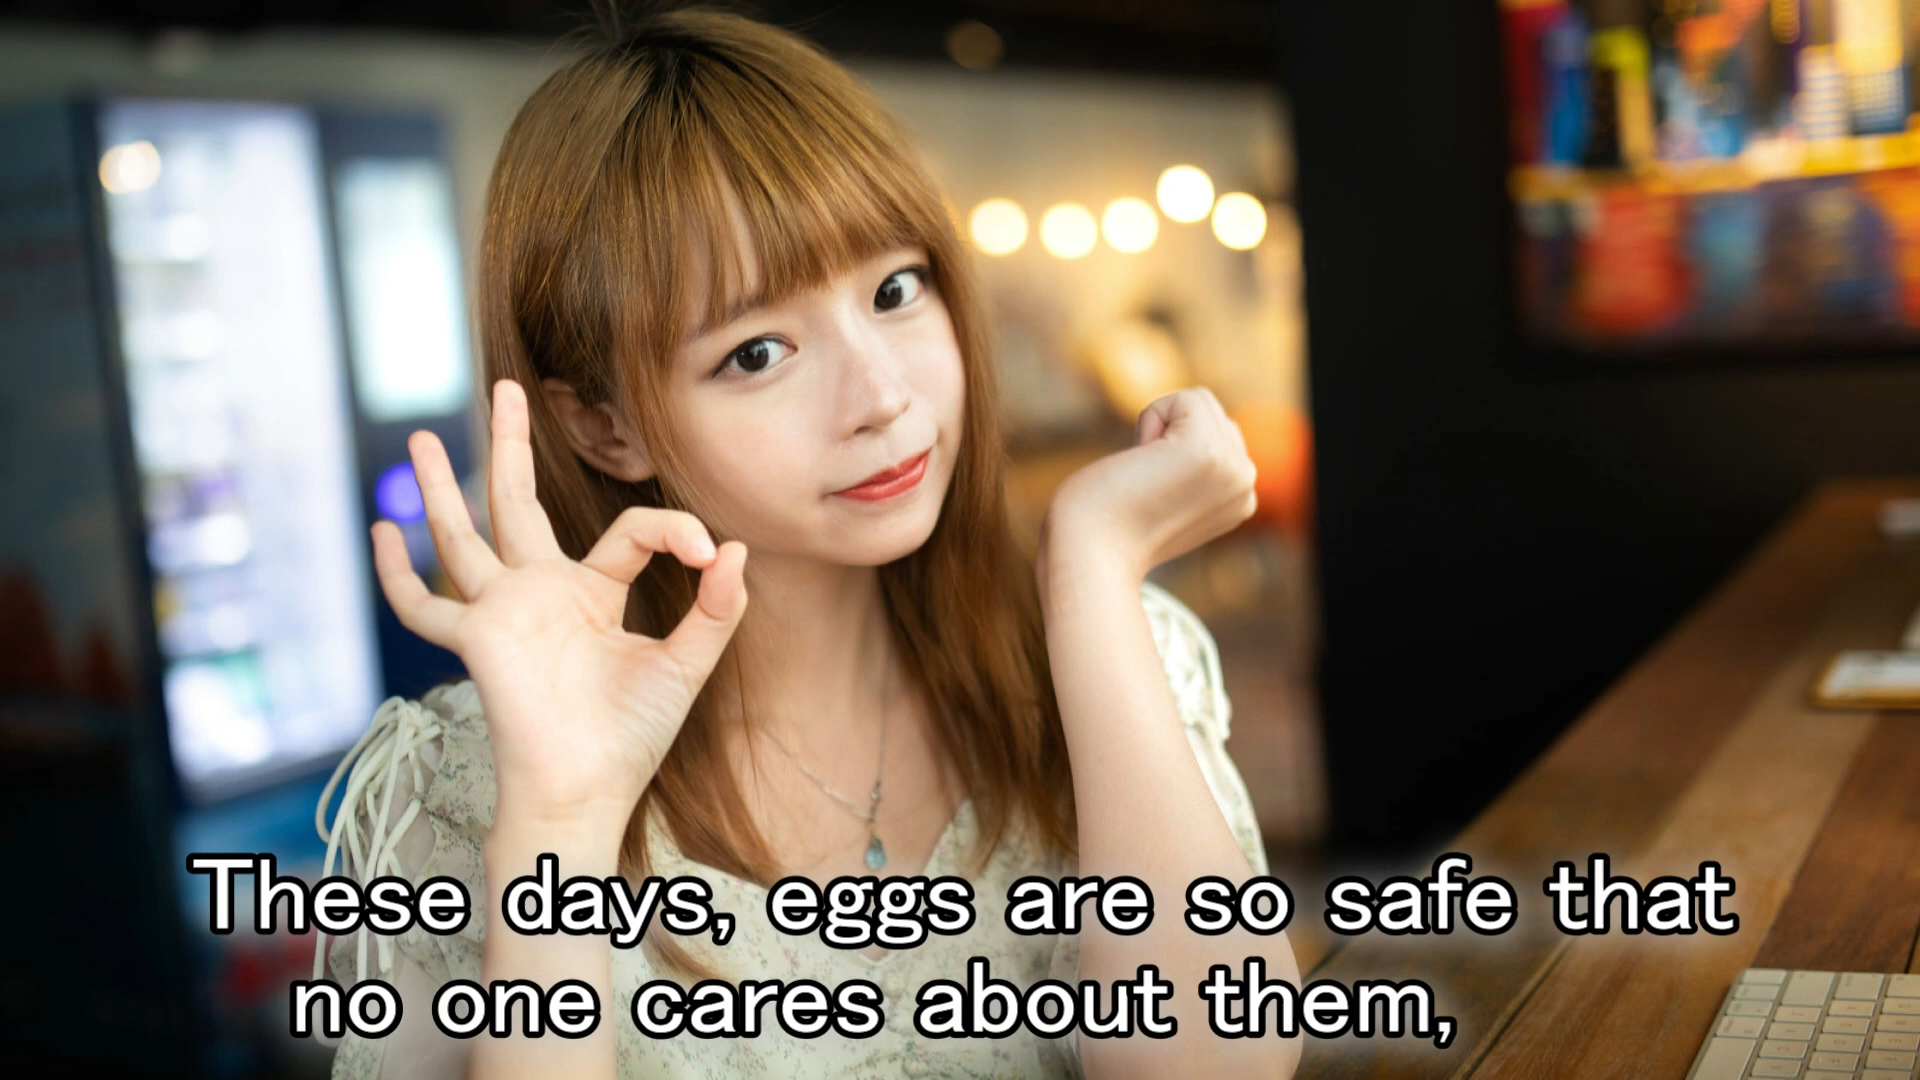 These days, eggs are so safe that
no one cares about them,